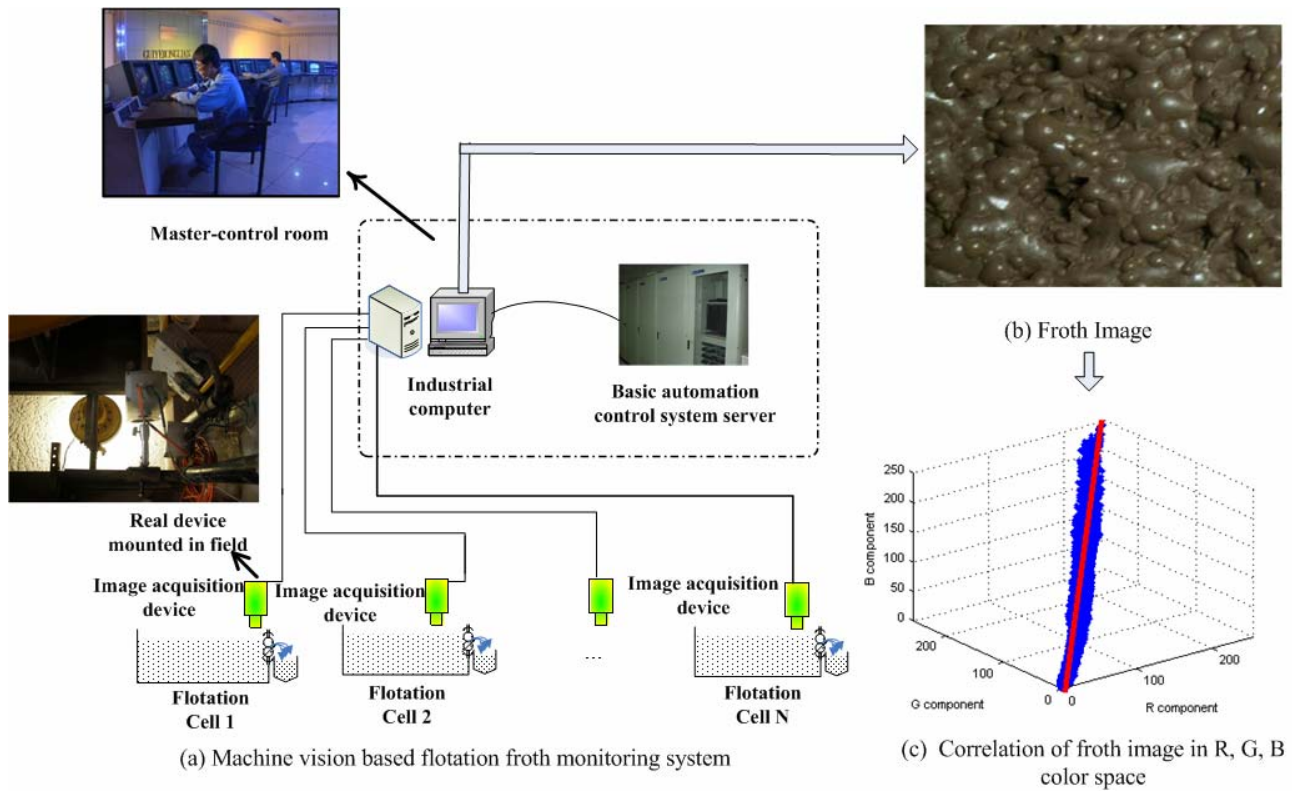 Master-control room
Industrial
computer
Basic automation
control system server
Real device
mounted in field
Image acquisition
device
Image acquisition
device
Image acquisition
device
...
Flotation
Cell 1
Flotation
Cell 2
Flotation
Cell N
(a) Machine vision based flotation froth monitoring system
(b) Froth Image
250
200
150
100
50
0
B component
200
100
0
G component
0
100
200
R component
(c) Correlation of froth image in R, G, B
color space